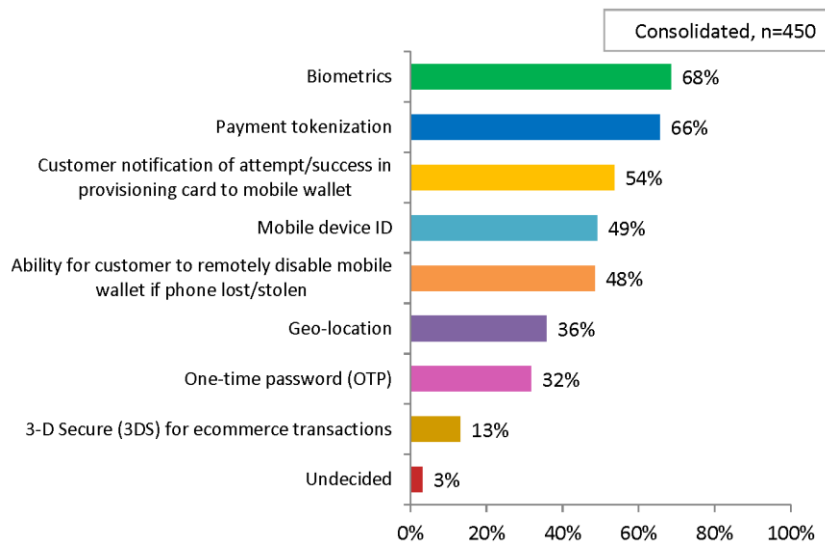 Consolidated, n=450
Biometrics
68%
Payment tokenization
66%
Customer notification of attempt/success in
provisioning card to mobile wallet
54%
Mobile device ID
49%
Ability for customer to remotely disable mobile
wallet if phone lost/stolen
48%
Geo-location
36%
One-time password (OTP)
32%
3-D Secure (3DS) for ecommerce transactions
13%
Undecided
3%
0% 20% 40% 60% 80% 100%